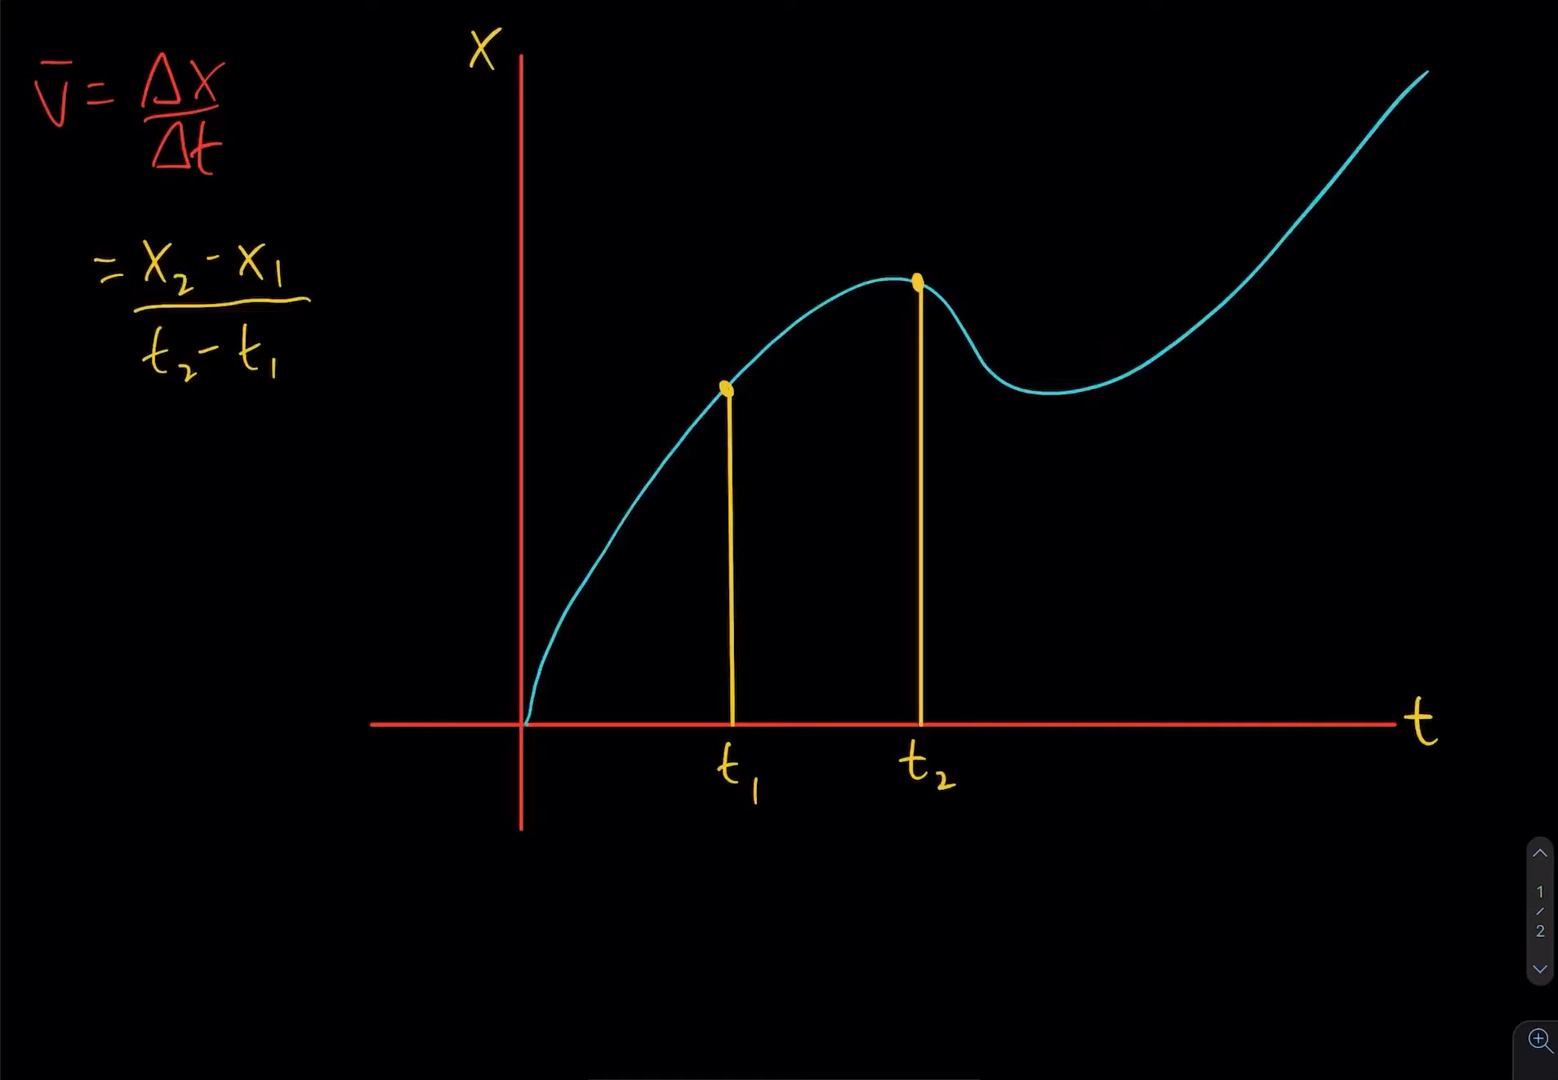 V̄ = Δx/Δt
= x₂ - x₁ / t₂ - t₁
x
t
t₁
t₂
1
/
2